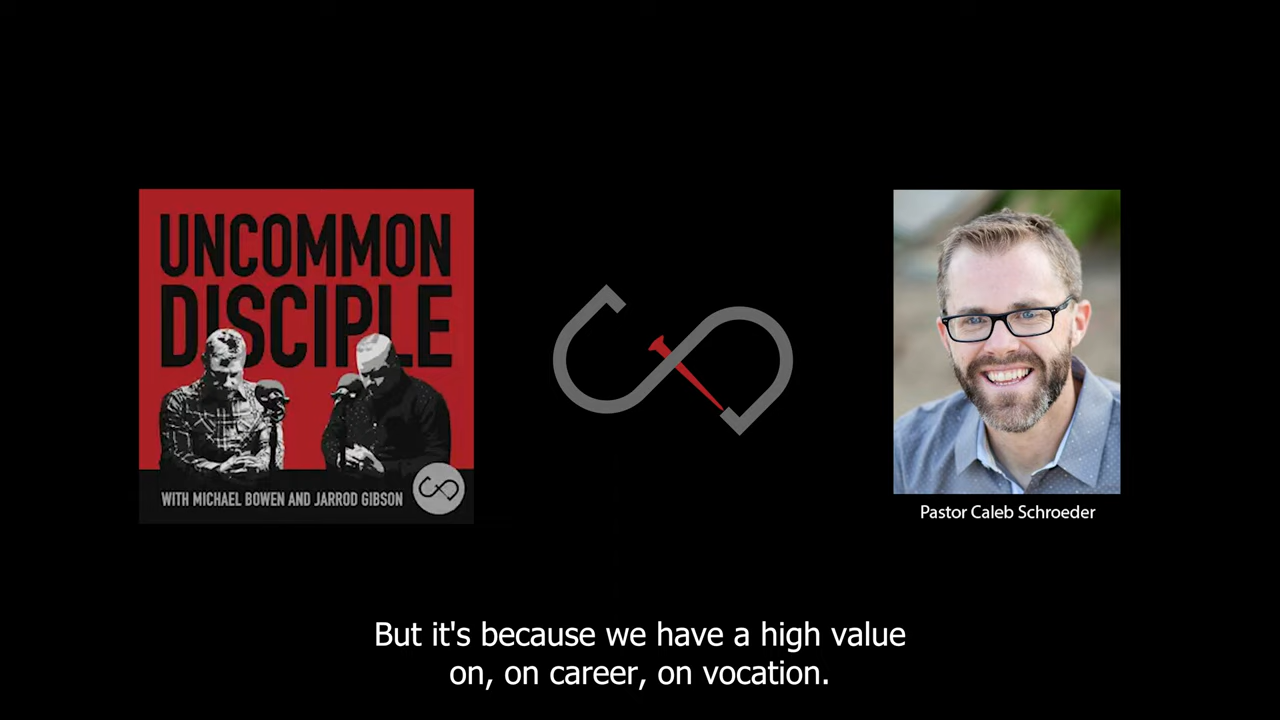 UNCOMMON
DISCIPLE
WITH MICHAEL BOWEN AND JARROD GIBSON
Pastor Caleb Schroeder
But it's because we have a high value
on, on career, on vocation.